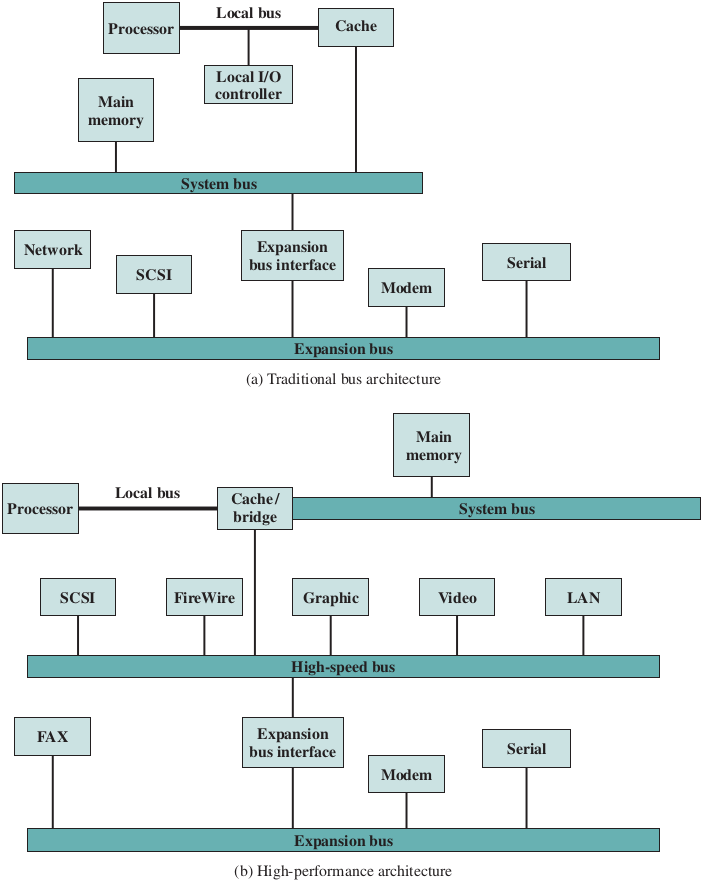 Local bus
Processor
Cache
Local I/O
controller
Main
memory
System bus
Network
SCSI
Expansion
bus interface
Modem
Serial
Expansion bus
(a) Traditional bus architecture
Main
memory
Processor
Local bus
Cache/
bridge
System bus
SCSI
FireWire
Graphic
Video
LAN
High-speed bus
FAX
Expansion
bus interface
Modem
Serial
Expansion bus
(b) High-performance architecture